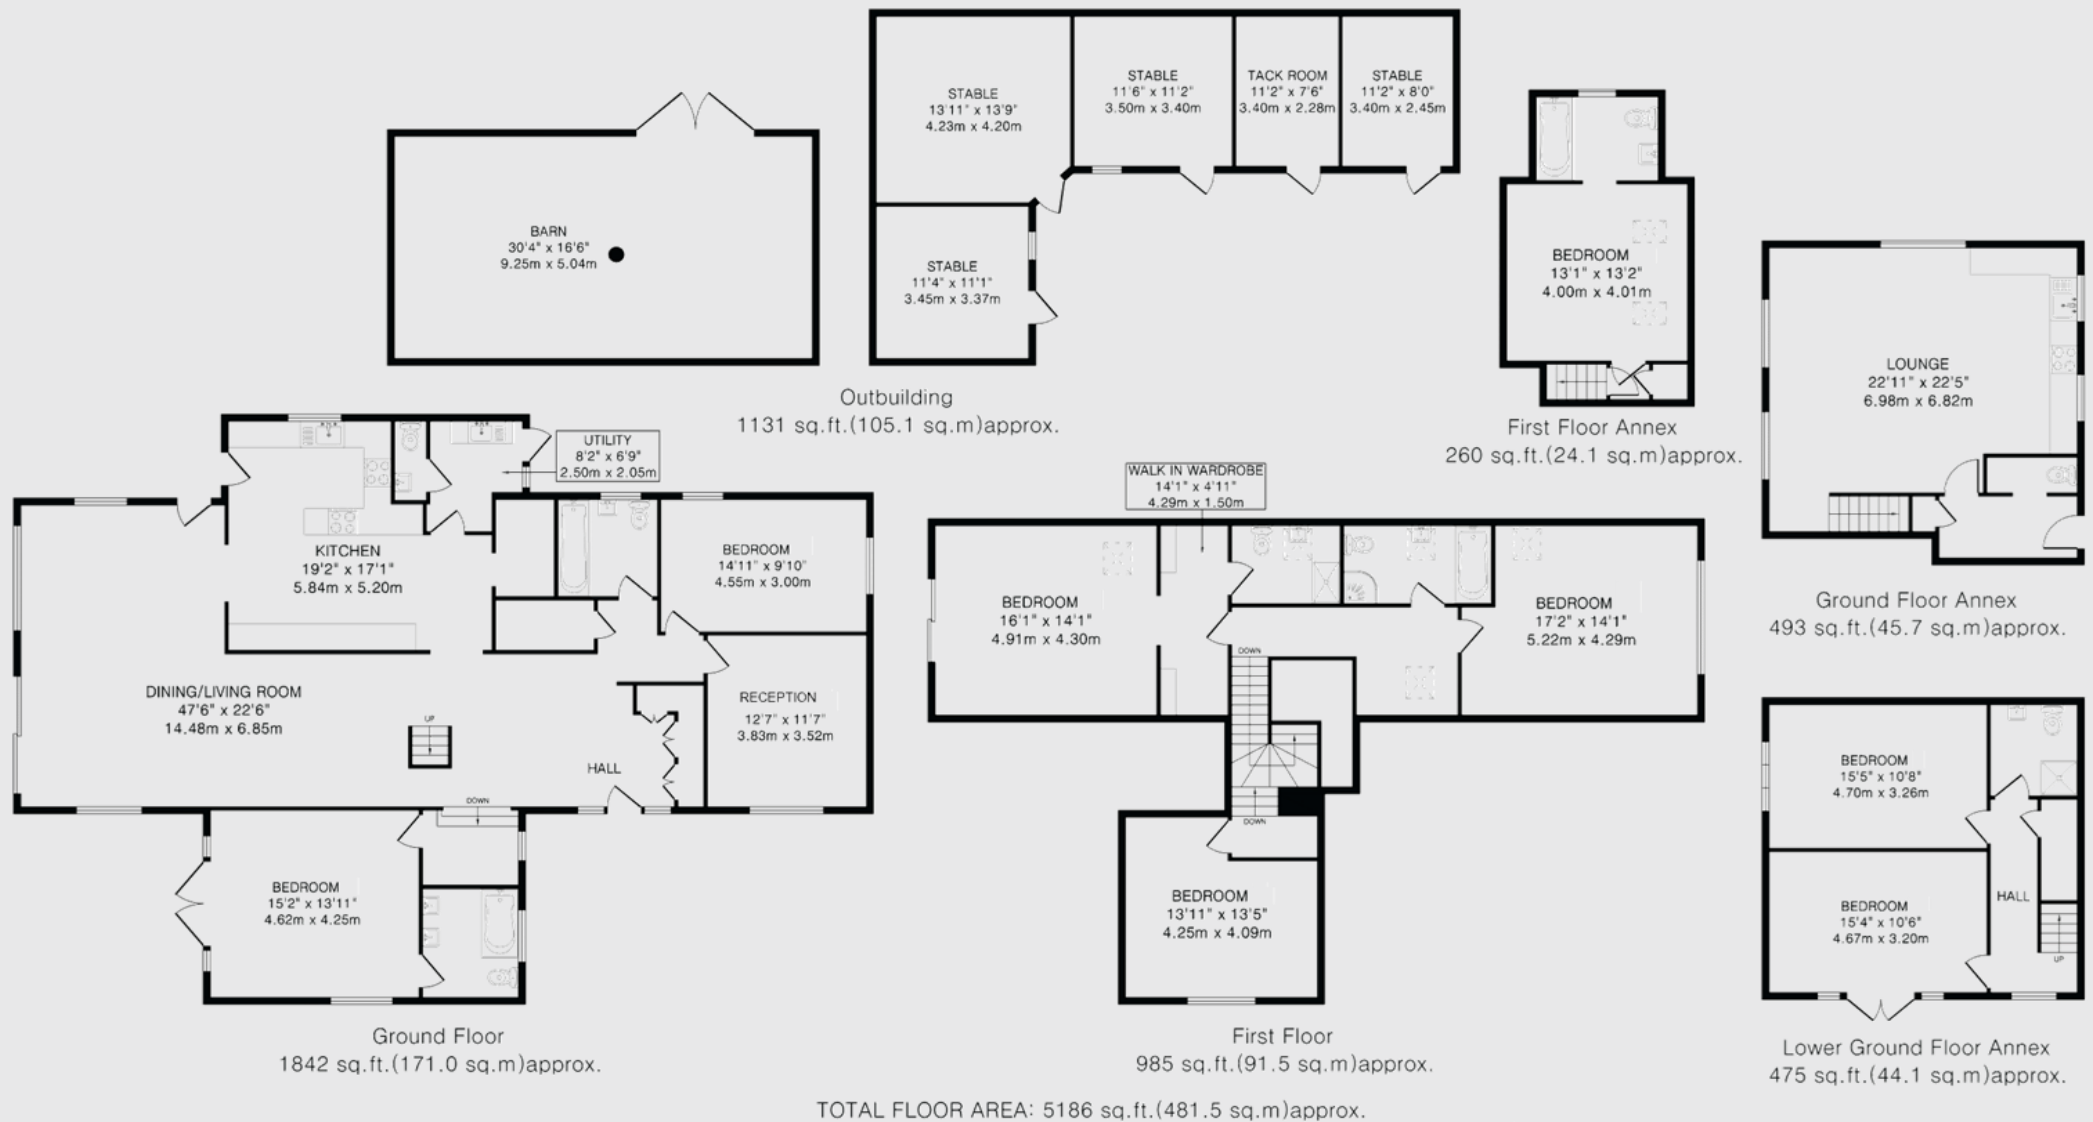 BARN
30'4" x 16'6"
9.25m x 5.04m
STABLE
13'11" x 13'9"
4.23m x 4.20m
STABLE
11'6" x 11'2"
3.50m x 3.40m
TACK ROOM
11'2" x 7'6"
3.40m x 2.28m
STABLE
11'2" x 8'0"
3.40m x 2.45m
STABLE
11'4" x 11'1"
3.45m x 3.37m
Outbuilding
1131 sq.ft.(105.1 sq.m)approx.
BEDROOM
13'1" x 13'2"
4.00m x 4.01m
First Floor Annex
260 sq.ft.(24.1 sq.m)approx.
LOUNGE
22'11" x 22'5"
6.98m x 6.82m
Ground Floor Annex
493 sq.ft.(45.7 sq.m)approx.
UTILITY
8'2" x 6'9"
2.50m x 2.05m
KITCHEN
19'2" x 17'1"
5.84m x 5.20m
BEDROOM
14'11" x 9'10"
4.55m x 3.00m
DINING/LIVING ROOM
47'6" x 22'6"
14.48m x 6.85m
UP
RECEPTION
12'7" x 11'7"
3.83m x 3.52m
HALL
DOWN
BEDROOM
15'2" x 13'11"
4.62m x 4.25m
Ground Floor
1842 sq.ft.(171.0 sq.m)approx.
WALK IN WARDROBE
14'1" x 4'11"
4.29m x 1.50m
BEDROOM
16'1" x 14'1"
4.91m x 4.30m
BEDROOM
17'2" x 14'1"
5.22m x 4.29m
DOWN
DOWN
BEDROOM
13'11" x 13'5"
4.25m x 4.09m
First Floor
985 sq.ft.(91.5 sq.m)approx.
BEDROOM
15'5" x 10'8"
4.70m x 3.26m
HALL
BEDROOM
15'4" x 10'6"
4.67m x 3.20m
UP
Lower Ground Floor Annex
475 sq.ft.(44.1 sq.m)approx.
TOTAL FLOOR AREA: 5186 sq.ft.(481.5 sq.m)approx.